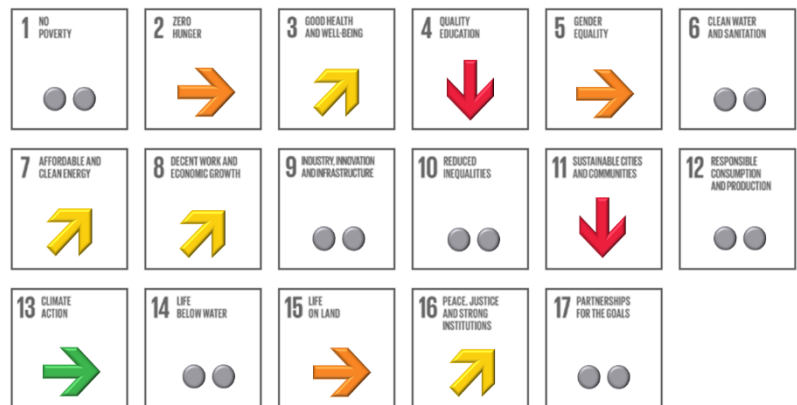 1 NO
POVERTY
2 ZERO
HUNGER
3 GOOD HEALTH
AND WELL-BEING
4 QUALITY
EDUCATION
5 GENDER
EQUALITY
6 CLEAN WATER
AND SANITATION
7 AFFORDABLE AND
CLEAN ENERGY
8 DECENT WORK AND
ECONOMIC GROWTH
9 INDUSTRY, INNOVATION
AND INFRASTRUCTURE
10 REDUCED
INEQUALITIES
11 SUSTAINABLE CITIES
AND COMMUNITIES
12 RESPONSIBLE
CONSUMPTION
AND PRODUCTION
13 CLIMATE
ACTION
14 LIFE
BELOW WATER
15 LIFE
ON LAND
16 PEACE, JUSTICE
AND STRONG
INSTITUTIONS
17 PARTNERSHIPS
FOR THE GOALS